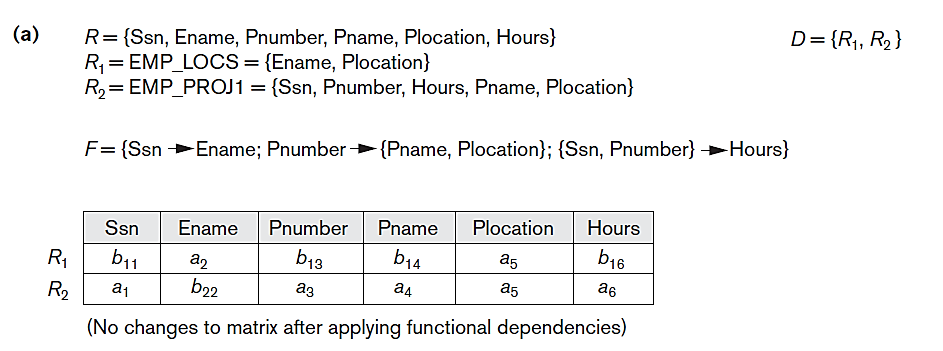 (a) R = {Ssn, Ename, Pnumber, Pname, Plocation, Hours} D = {R₁, R₂}
R₁ = EMP_LOCS = {Ename, Plocation}
R₂ = EMP_PROJ1 = {Ssn, Pnumber, Hours, Pname, Plocation}
F = {Ssn → Ename; Pnumber → {Pname, Plocation}; {Ssn, Pnumber} → Hours}
Ssn Ename Pnumber Pname Plocation Hours
R₁ b₁₁ a₂ b₁₃ b₁₄ a₅ b₁₆
R₂ a₁ b₂₂ a₃ a₄ a₅ a₆
(No changes to matrix after applying functional dependencies)